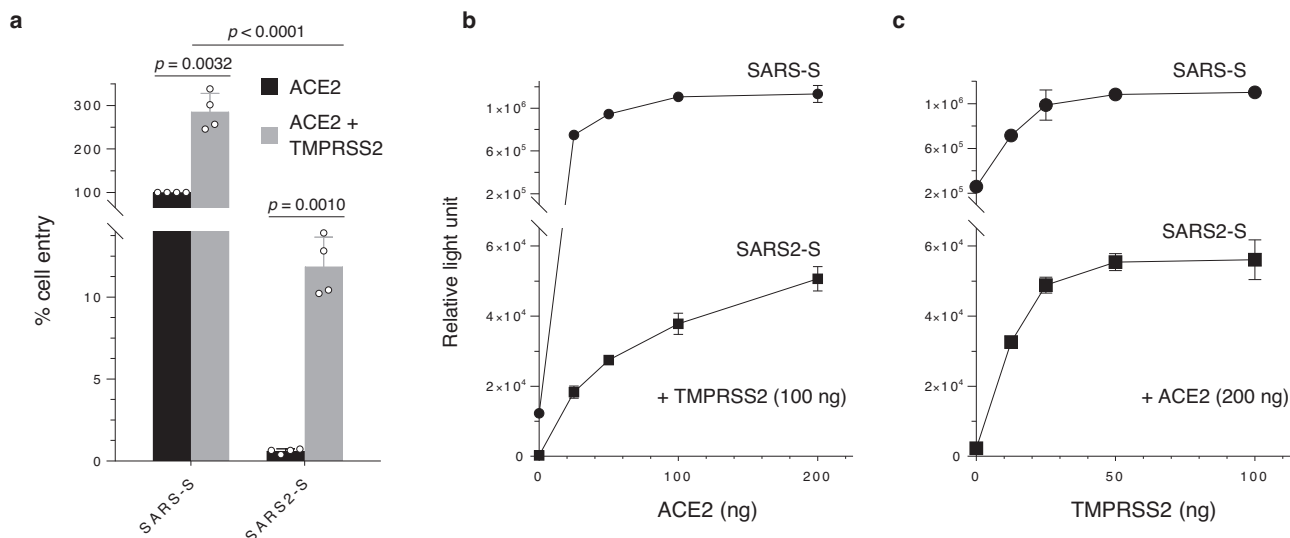 a
p < 0.0001
p = 0.0032
ACE2
ACE2 +
TMPRSS2
p = 0.0010
% cell entry
300
200
100
10
5
0
SARS-S
SARS2-S
b
SARS-S
SARS2-S
+ TMPRSS2 (100 ng)
Relative light unit
1×10⁶
6×10⁵
2×10⁵
6×10⁴
4×10⁴
2×10⁴
0
0 100 200
ACE2 (ng)
c
SARS-S
SARS2-S
+ ACE2 (200 ng)
1×10⁶
6×10⁵
2×10⁵
6×10⁴
4×10⁴
2×10⁴
0
0 50 100
TMPRSS2 (ng)